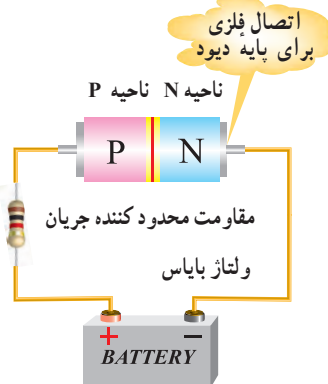 اتصال فلزی
برای پایهٔ دیود
ناحیه N ناحیه P
P N
مقاومت محدود کننده جریان
ولتاژ بایاس
+ −
BATTERY